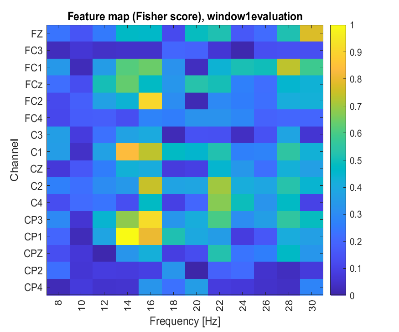 Feature map (Fisher score), window1evaluation
Channel
FZ
FC3
FC1
FCz
FC2
FC4
C3
C1
CZ
C2
C4
CP3
CP1
CPZ
CP2
CP4
8 10 12 14 16 18 20 22 24 26 28 30
Frequency [Hz]
1
0.9
0.8
0.7
0.6
0.5
0.4
0.3
0.2
0.1
0